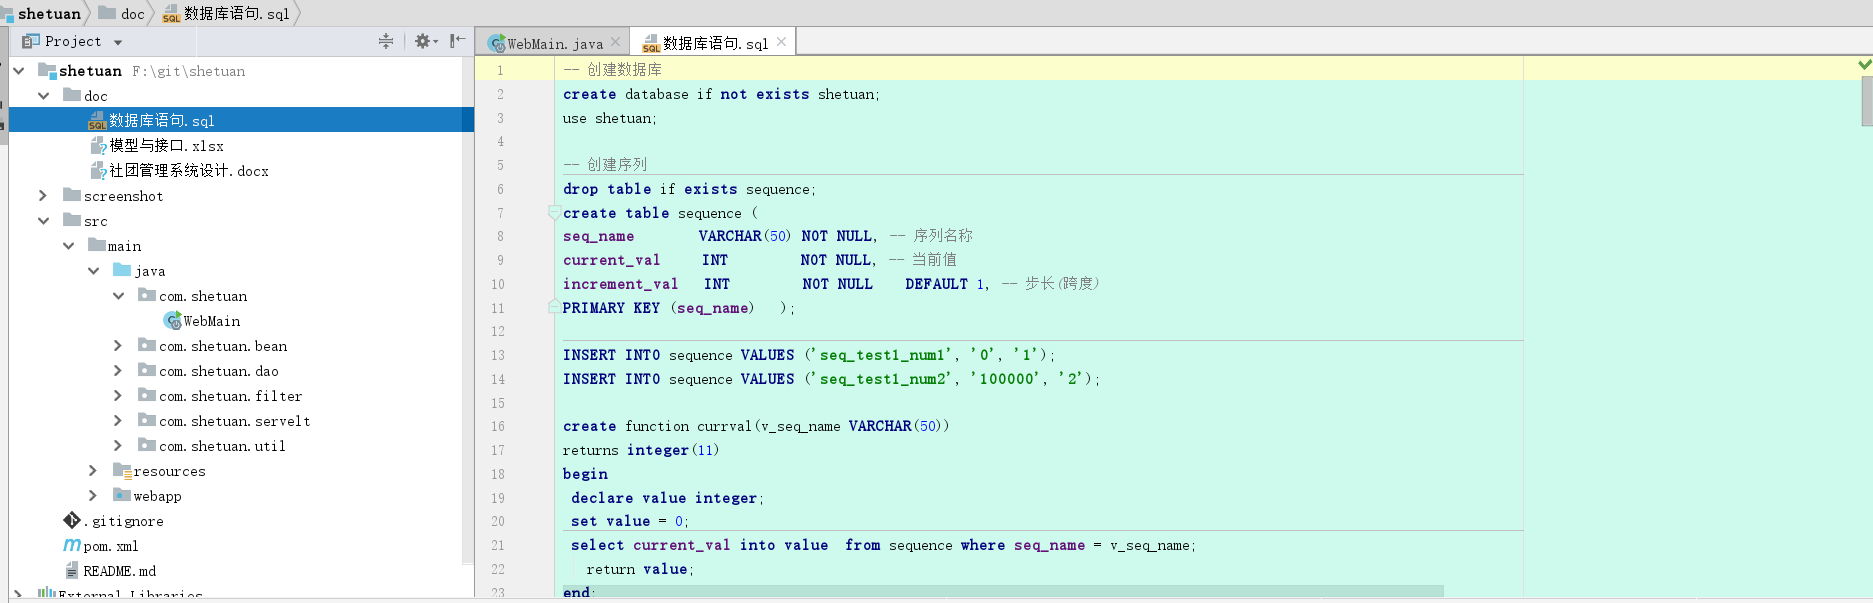 shetuan doc 数据库语句.sql
Project
shetuan F:\git\shetuan
doc
数据库语句.sql
模型与接口.xlsx
社团管理系统设计.docx
screenshot
src
main
java
com.shetuan
WebMain
com.shetuan.bean
com.shetuan.dao
com.shetuan.filter
com.shetuan.servelt
com.shetuan.util
resources
webapp
.gitignore
pom.xml
README.md
External Libraries
WebMain.java 数据库语句.sql
1 -- 创建数据库
2 create database if not exists shetuan;
3 use shetuan;
4
5 -- 创建序列
6 drop table if exists sequence;
7 create table sequence (
8 seq_name VARCHAR(50) NOT NULL, -- 序列名称
9 current_val INT NOT NULL, -- 当前值
10 increment_val INT NOT NULL DEFAULT 1, -- 步长(跨度)
11 PRIMARY KEY (seq_name) );
12
13 INSERT INTO sequence VALUES ('seq_test1_num1', '0', '1');
14 INSERT INTO sequence VALUES ('seq_test1_num2', '100000', '2');
15
16 create function currval(v_seq_name VARCHAR(50))
17 returns integer(11)
18 begin
19 declare value integer;
20 set value = 0;
21 select current_val into value from sequence where seq_name = v_seq_name;
22 return value;
23 end;